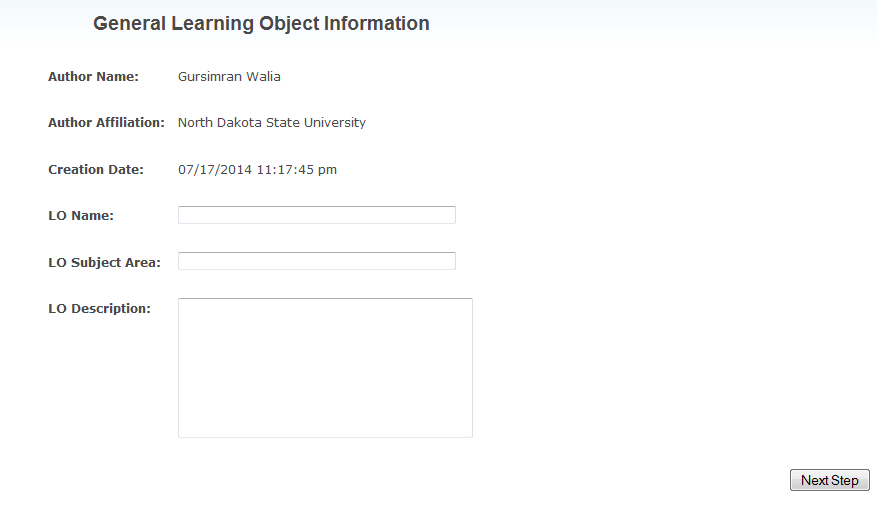 General Learning Object Information
Author Name: Gursimran Walia
Author Affiliation: North Dakota State University
Creation Date: 07/17/2014 11:17:45 pm
LO Name:
LO Subject Area:
LO Description:
Next Step